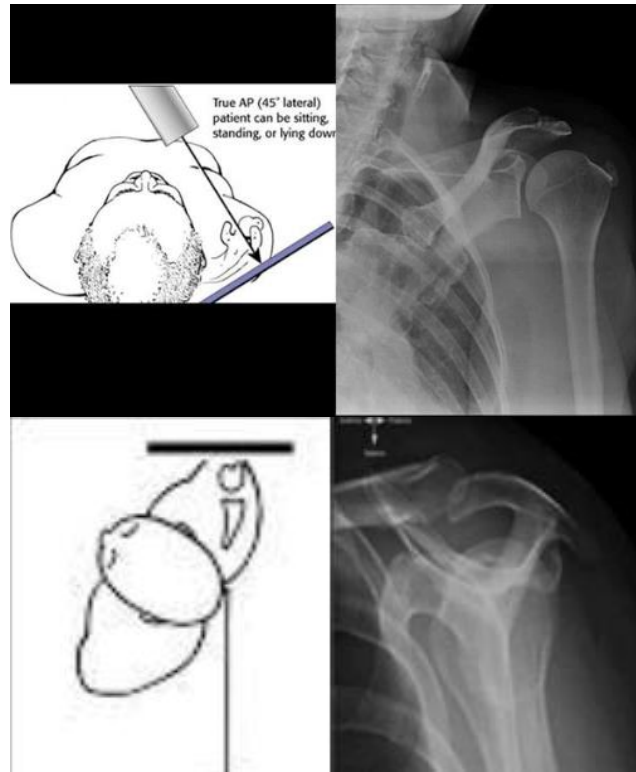 True AP (45° lateral)
patient can be sitting,
standing, or lying down